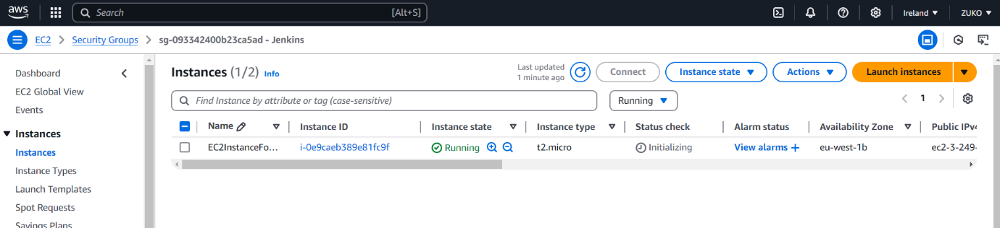 aws Search [Alt+S] Ireland ZUKO
EC2 > Security Groups > sg-093342400b23ca5ad - Jenkins
Dashboard
EC2 Global View
Events
Instances
Instances
Instance Types
Launch Templates
Spot Requests
Savings Plans
Instances (1/2) Info
Last updated
1 minute ago
Connect Instance state Actions Launch instances
Find Instance by attribute or tag (case-sensitive) Running 1
Name Instance ID Instance state Instance type Status check Alarm status Availability Zone Public IPv4
EC2InstanceFo... i-0e9caeb389e81fc9f Running t2.micro Initializing View alarms + eu-west-1b ec2-3-249-